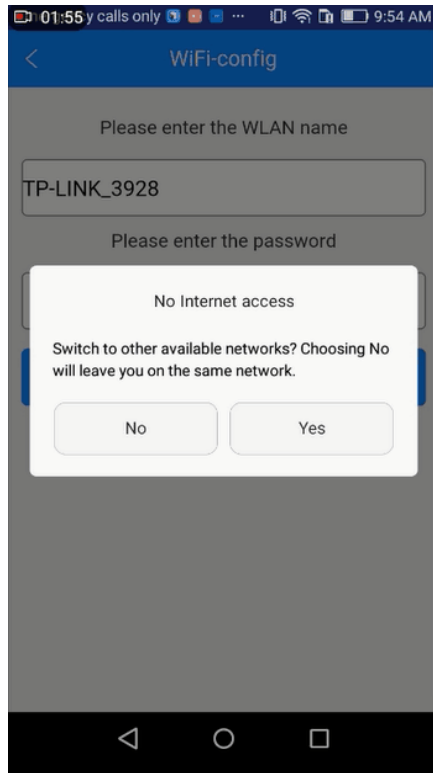 01:55 y calls only ... 9:54 AM
WiFi-config
Please enter the WLAN name
TP-LINK_3928
Please enter the password
No Internet access
Switch to other available networks? Choosing No
will leave you on the same network.
No
Yes